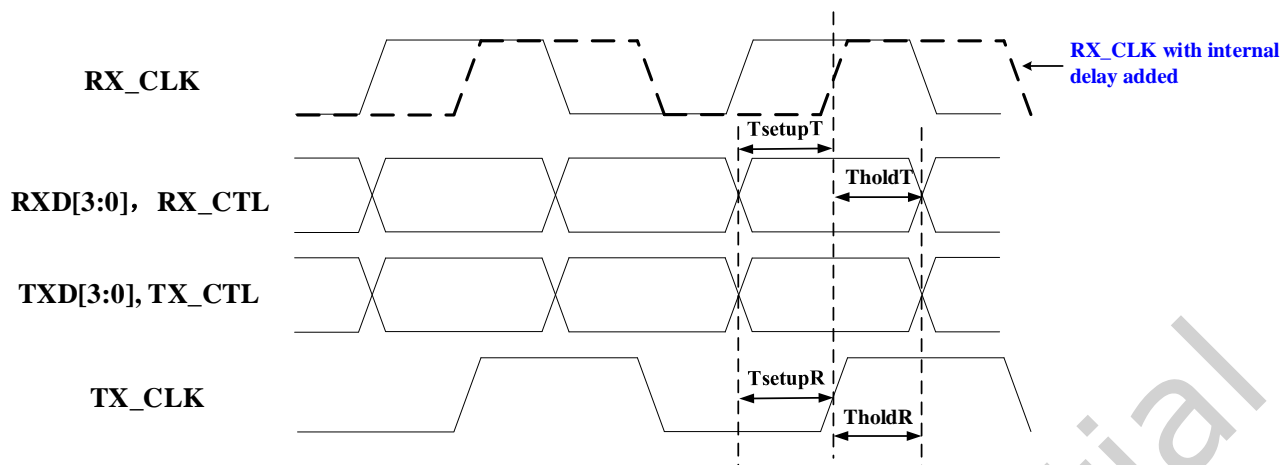 RX_CLK
RX_CLK with internal
delay added
TsetupT
RXD[3:0]，RX_CTL
TholdT
TXD[3:0], TX_CTL
TX_CLK
TsetupR
TholdR